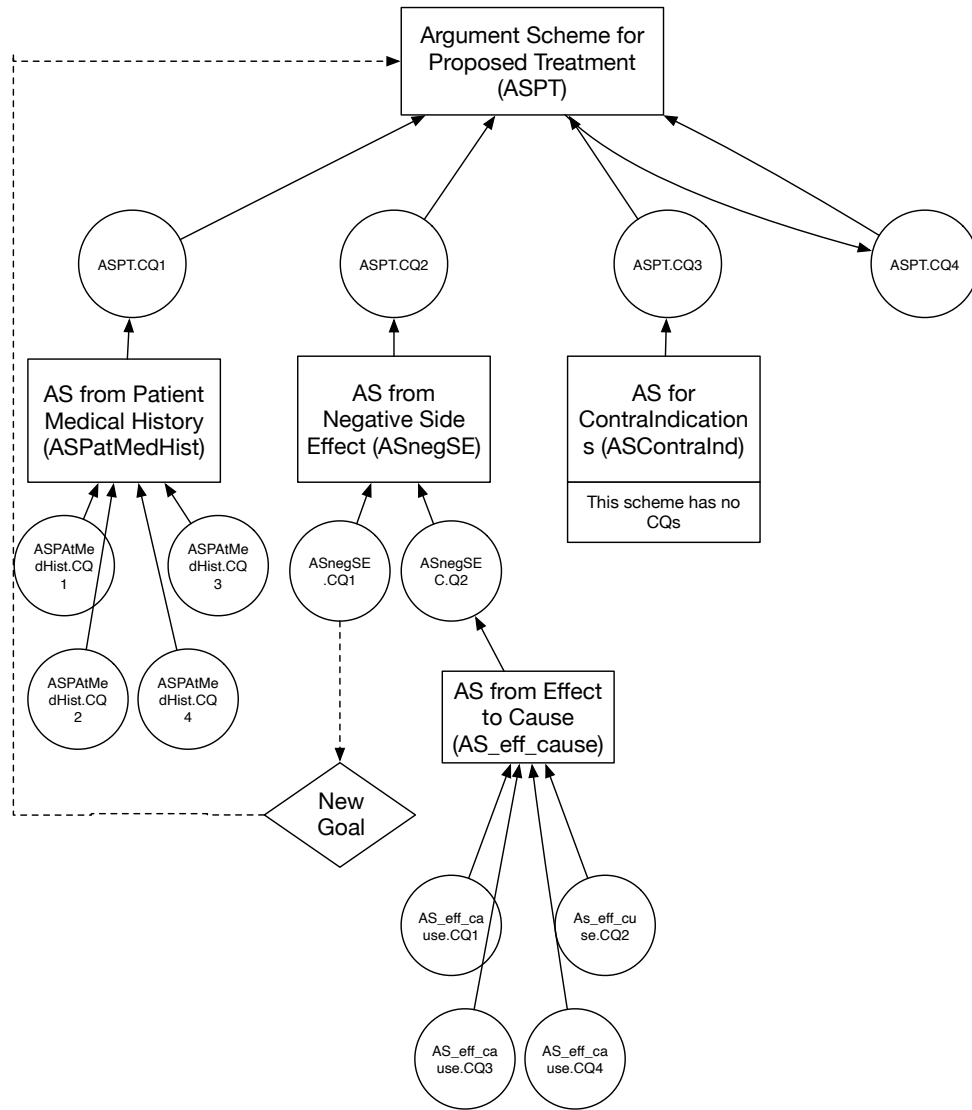 Argument Scheme for
Proposed Treatment
(ASPT)
ASPT.CQ1
ASPT.CQ2
ASPT.CQ3
ASPT.CQ4
AS from Patient
Medical History
(ASPatMedHist)
AS from
Negative Side
Effect (ASnegSE)
AS for
ContraIndication
s (ASContraInd)
This scheme has no
CQs
ASPAtMe
dHist.CQ
1
ASPAtMe
dHist.CQ
3
ASnegSE
.CQ1
ASnegSE
C.Q2
ASPAtMe
dHist.CQ
2
ASPAtMe
dHist.CQ
4
AS from Effect
to Cause
(AS_eff_cause)
New
Goal
AS_eff_ca
use.CQ1
As_eff_cu
se.CQ2
AS_eff_ca
use.CQ3
AS_eff_ca
use.CQ4